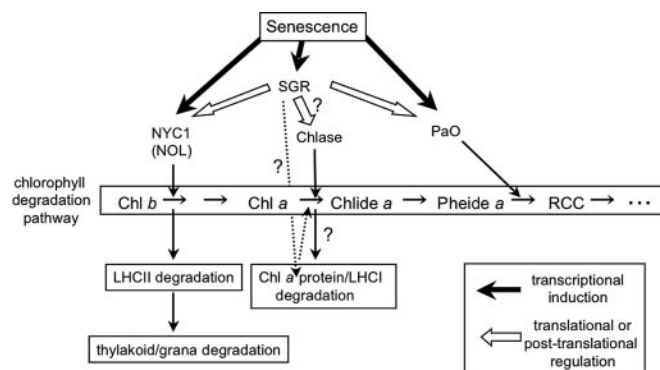 Senescence
SGR
?
NYC1
(NOL)
Chlase
PaO
?
chlorophyll
degradation
pathway
Chl b → → Chl a → Chlide a → Pheide a → RCC → ...
?
LHCII degradation
Chl a protein/LHCI
degradation
thylakoid/grana degradation
transcriptional
induction
translational or
post-translational
regulation